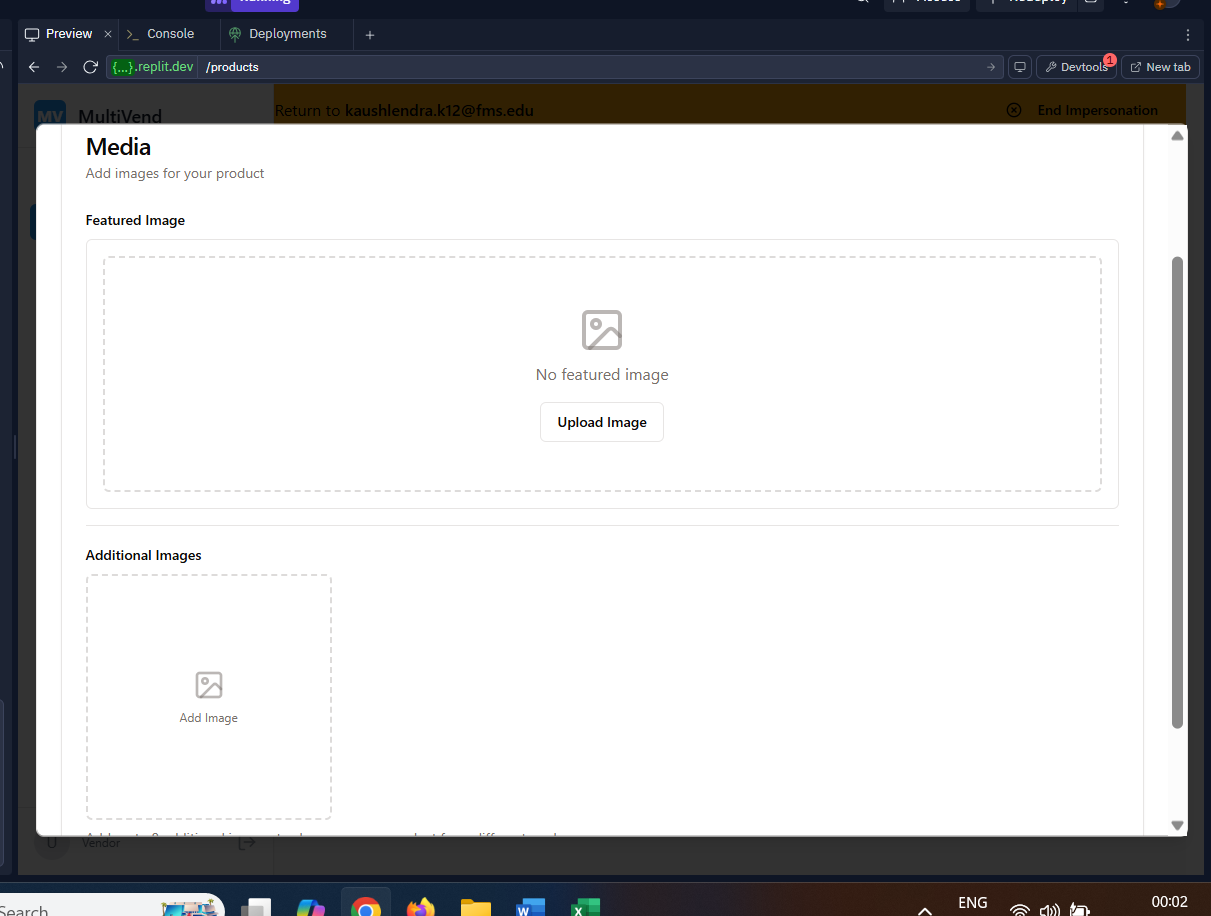 Running
Access
Redeploy
Preview
Console
Deployments
{...}.replit.dev /products
Devtools
1
New tab
MV
MultiVend
Return to kaushlendra.k12@fms.edu
End Impersonation
Media
Add images for your product
Featured Image
No featured image
Upload Image
Additional Images
Add Image
U
Vendor
Search
ENG
00:02